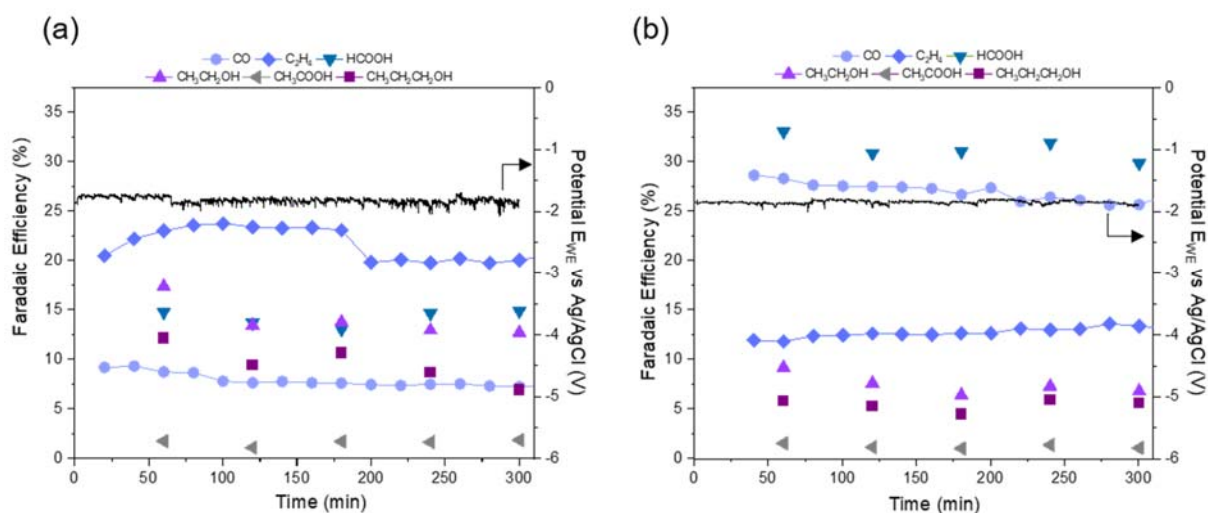 (a)
CO C₂H₄ HCOOH
CH₃CH₂OH CH₃COOH CH₃CH₂CH₂OH
Faradaic Efficiency (%)
35
30
25
20
15
10
5
0
0
-1
-2
-3
-4
-5
-6
Potential E_WE vs Ag/AgCl (V)
0 50 100 150 200 250 300
Time (min)
(b)
CO C₂H₄ HCOOH
CH₃CH₂OH CH₃COOH CH₃CH₂CH₂OH
Faradaic Efficiency (%)
35
30
25
20
15
10
5
0
0
-1
-2
-3
-4
-5
-6
Potential E_WE vs Ag/AgCl (V)
50 100 150 200 250 300
Time (min)